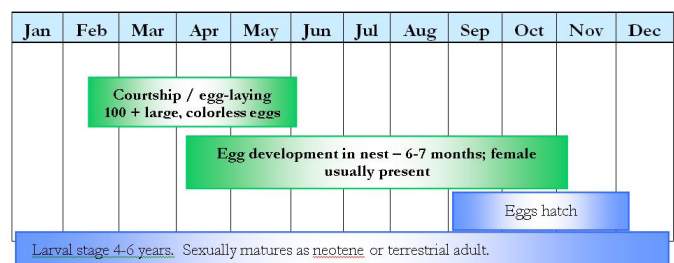 Jan Feb Mar Apr May Jun Jul Aug Sep Oct Nov Dec
Courtship / egg-laying
100 + large, colorless eggs
Egg development in nest – 6-7 months; female
usually present
Eggs hatch
Larval stage 4-6 years. Sexually matures as neotene or terrestrial adult.